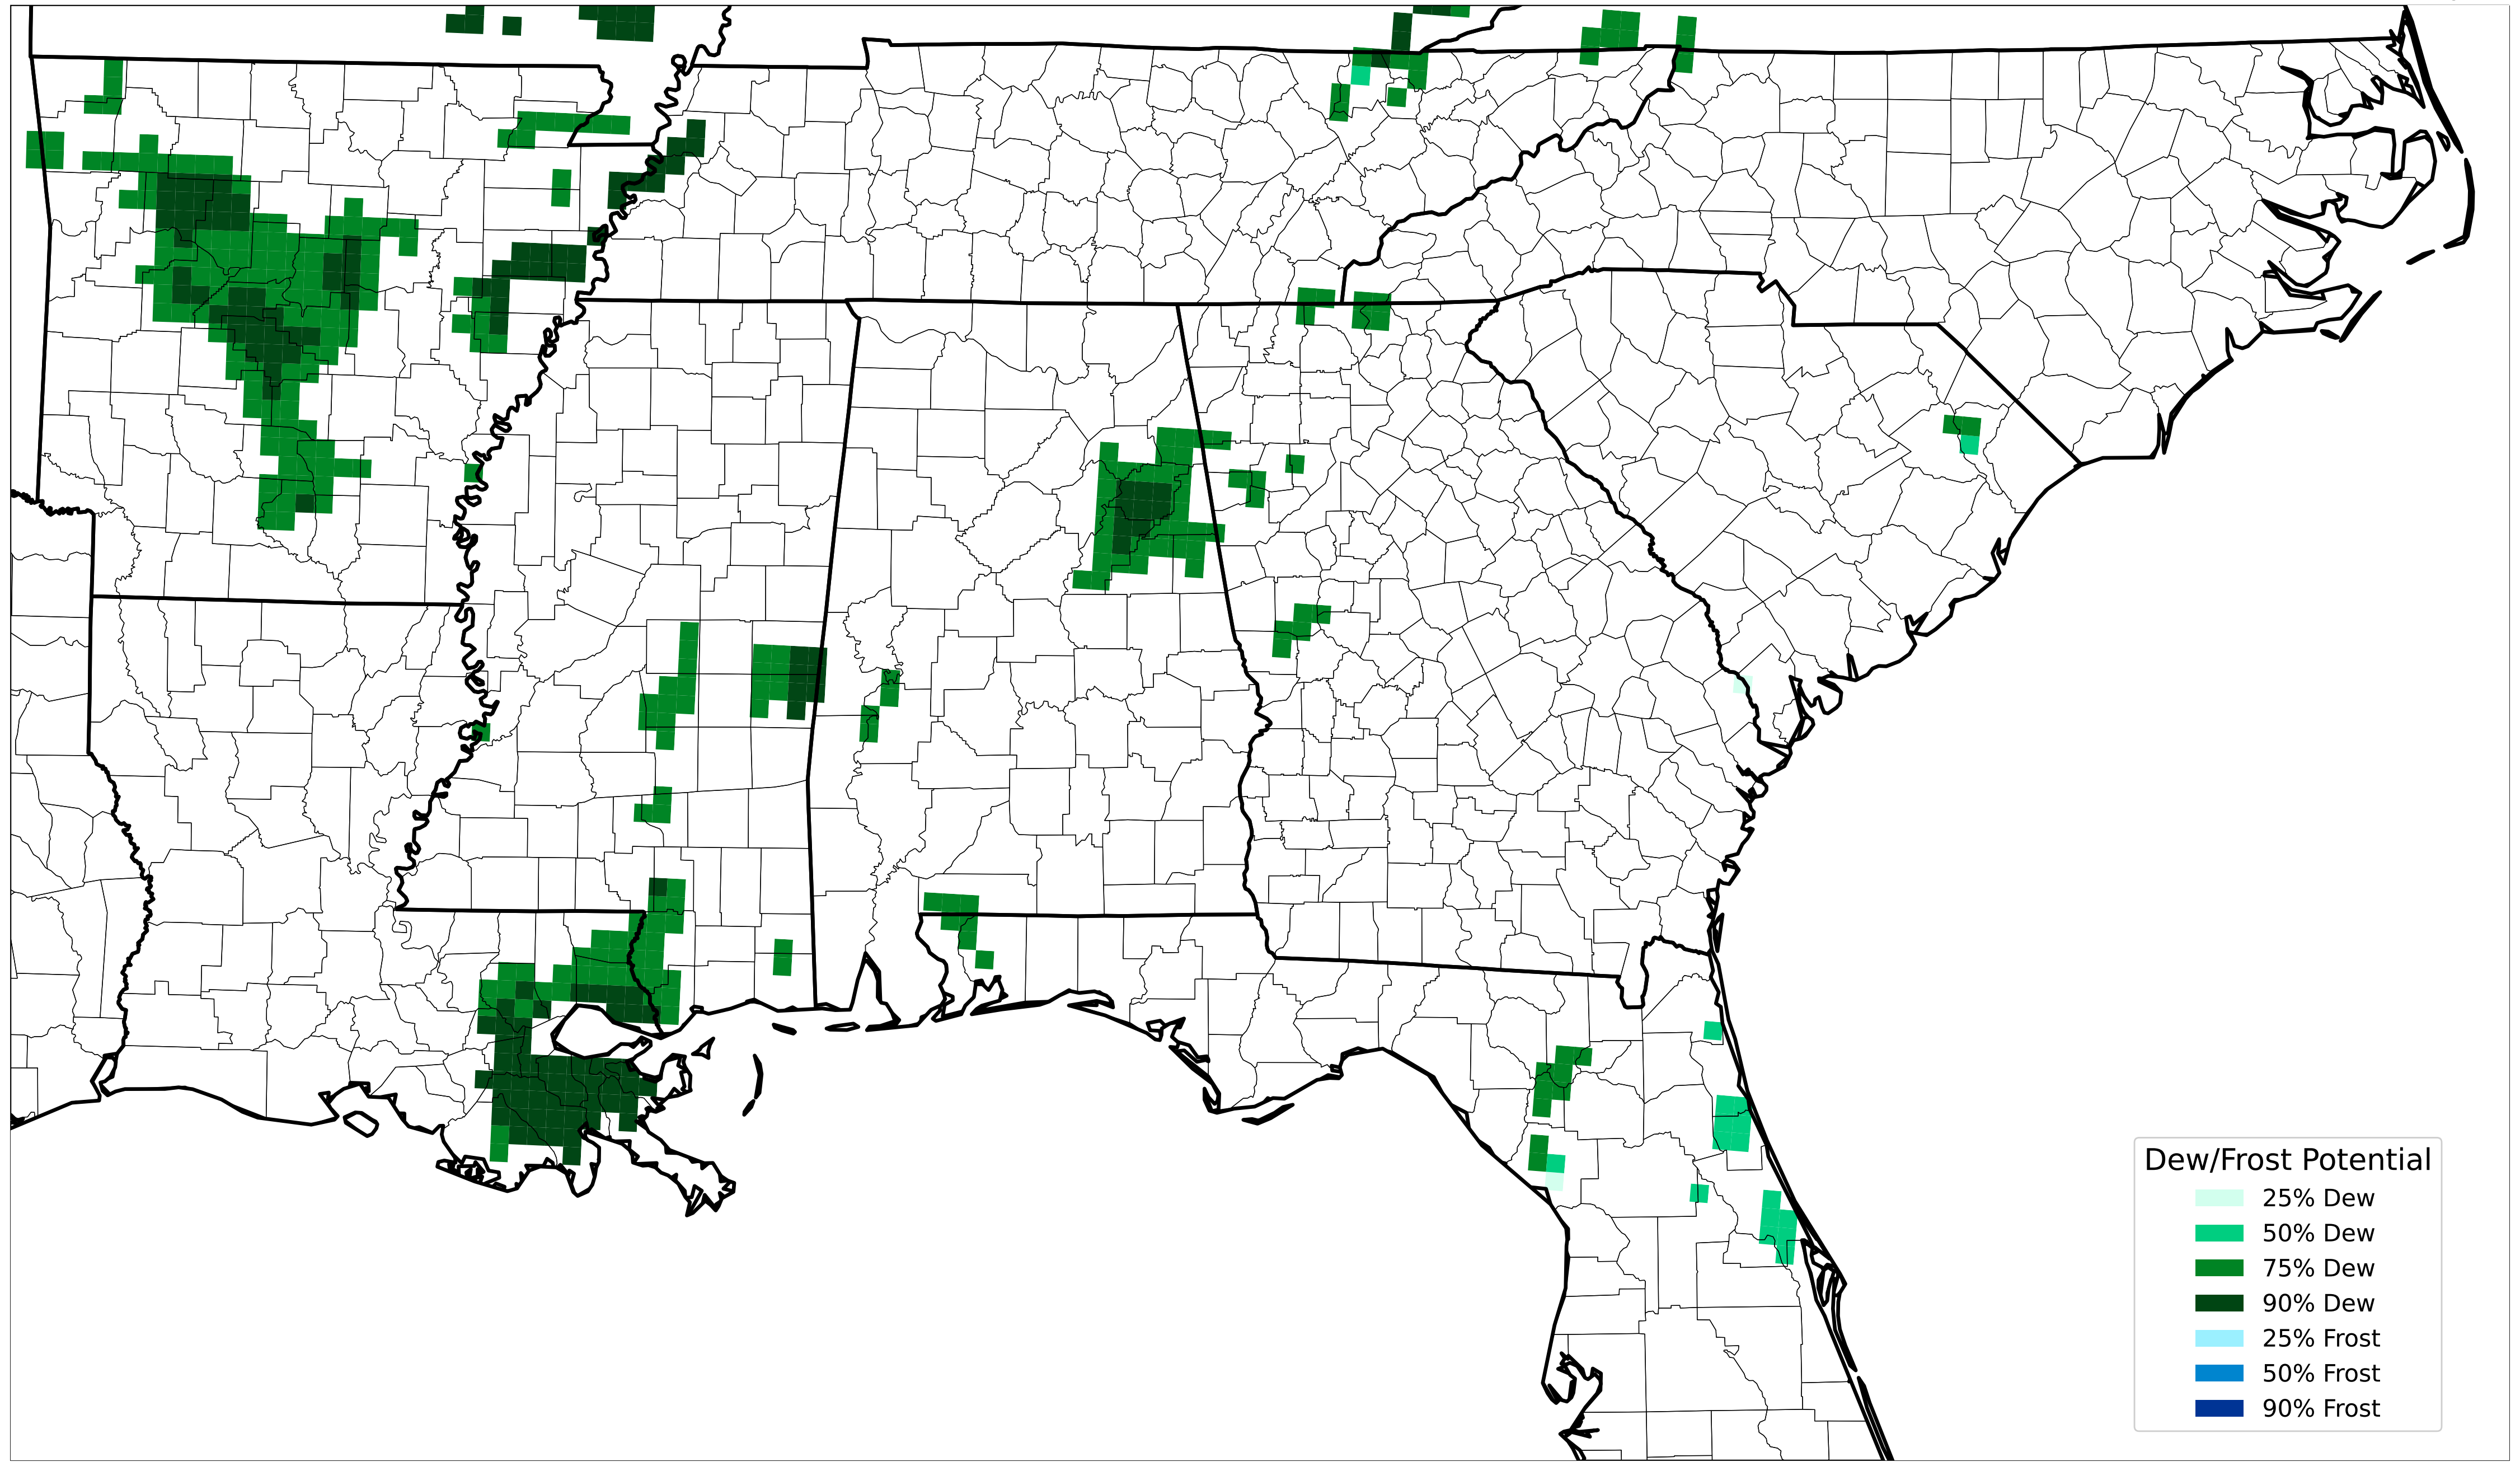 Dew/Frost Potential
25% Dew
50% Dew
75% Dew
90% Dew
25% Frost
50% Frost
90% Frost